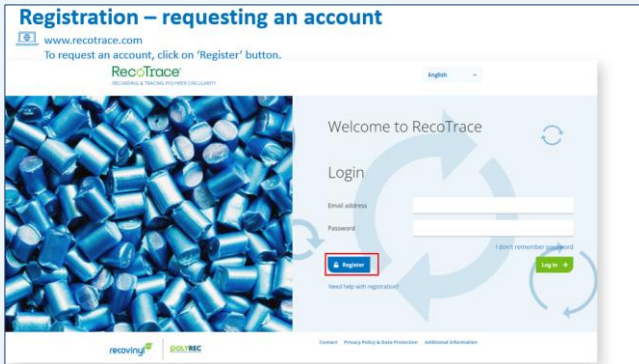 Registration – requesting an account
www.recotrace.com
To request an account, click on 'Register' button.
RecoTrace
RECORDING & TRACING POLYMER CIRCULARITY
English
Welcome to RecoTrace
Login
Email address
Password
I don't remember password
Register
Log in
Need help with registration?
recovinyl
POLYREC
Contact Privacy Policy & Data Protection Additional information